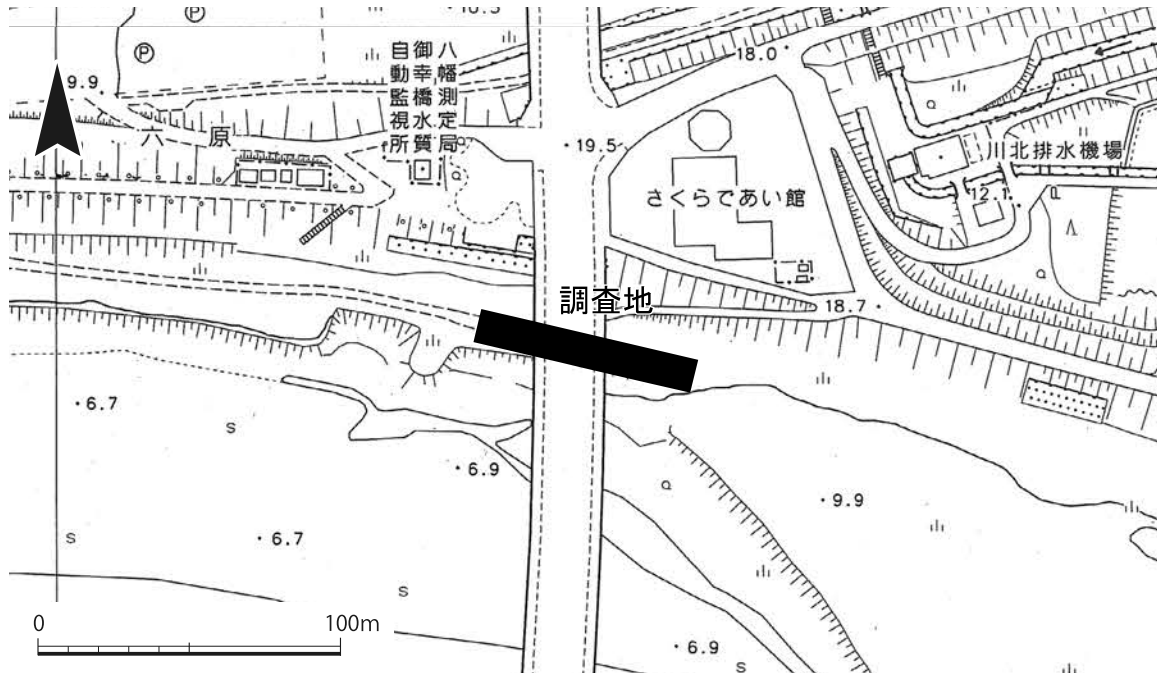 Ⓟ
Ⓟ
18.0
9.9
八幡測定局
御幸橋水質
自動監視所
六原
19.5
川北排水機場
さくらであい館
12.1
調査地
18.7
6.7
s
6.9
9.9
s
6.7
s
0 100m
6.9
s